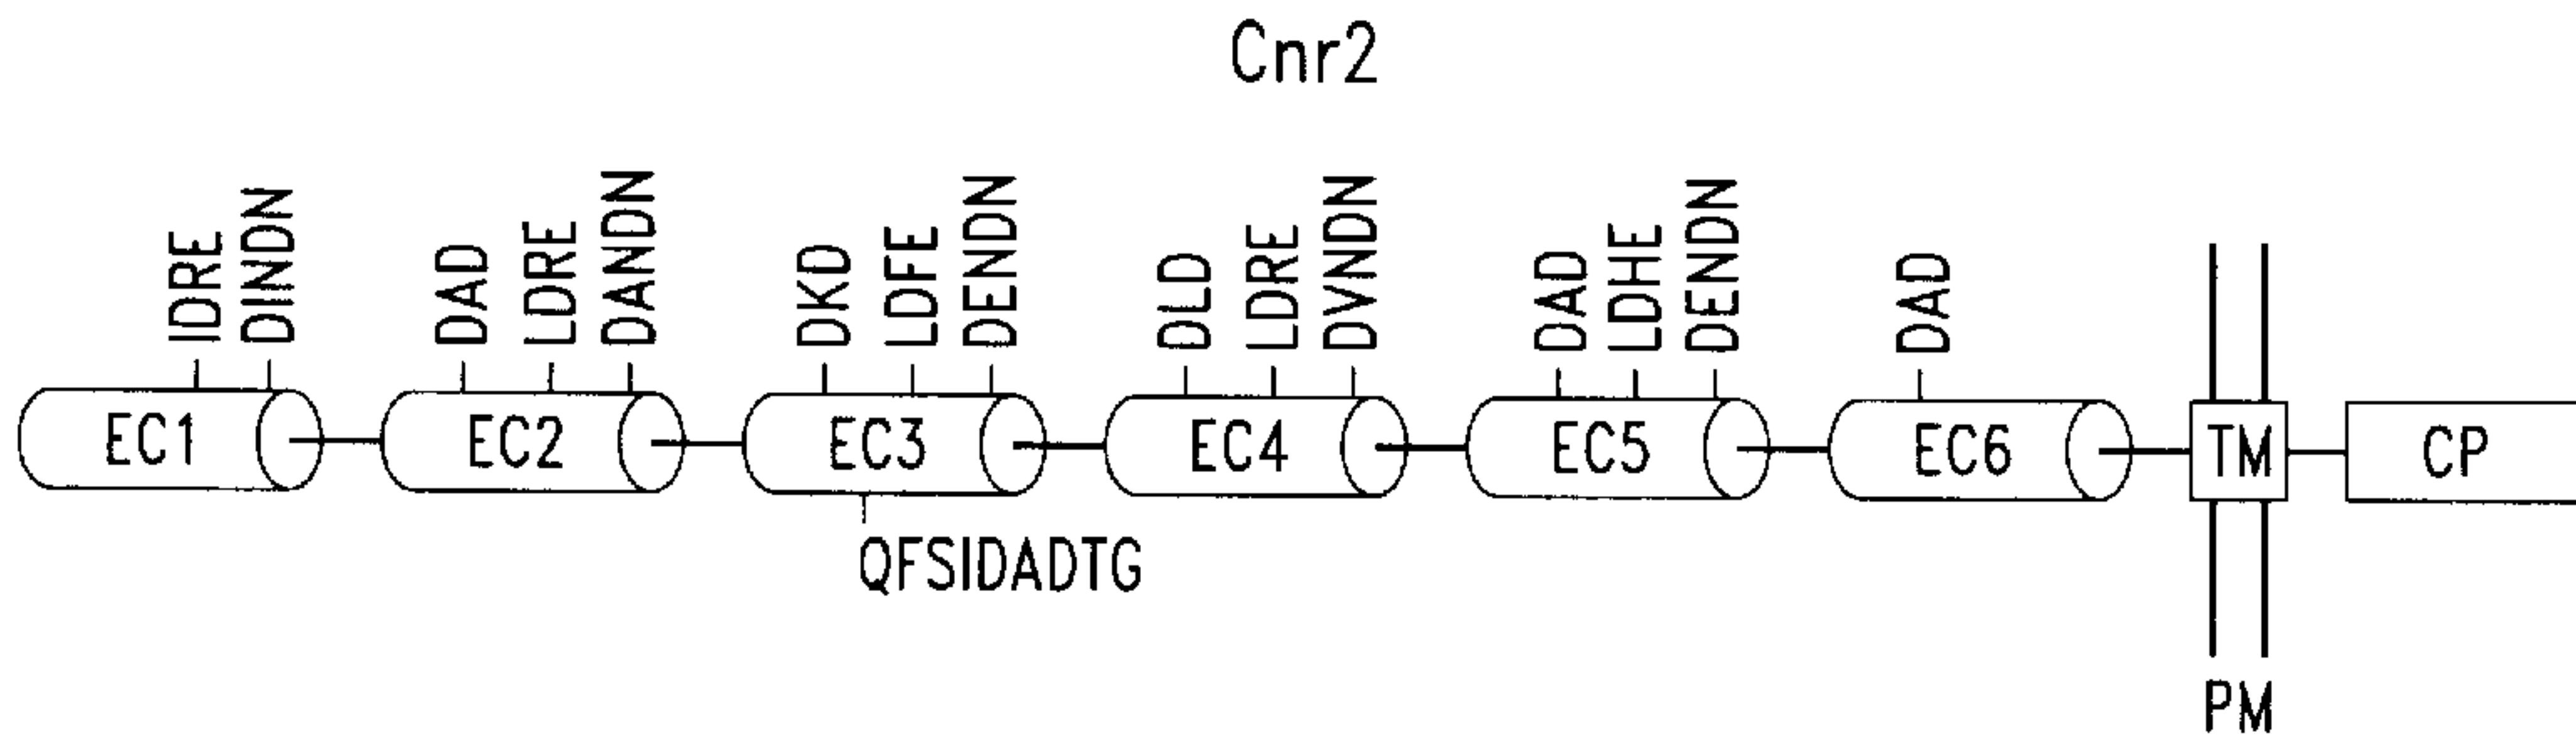 Cnr2
IDRE
DINDN
DAD
LDRE
DANDN
DKD
LDFE
DENDN
DLD
LDRE
DVNDN
DAD
LDHE
DENDN
DAD
EC1
EC2
EC3
EC4
EC5
EC6
TM
CP
QFSIDADTG
PM